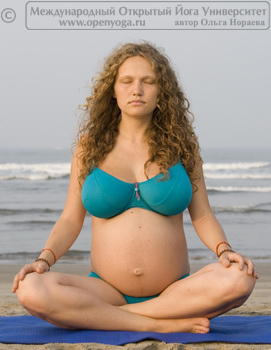 © Международный Открытый Йога Университет
www.openyoga.ru автор Ольга Нораева